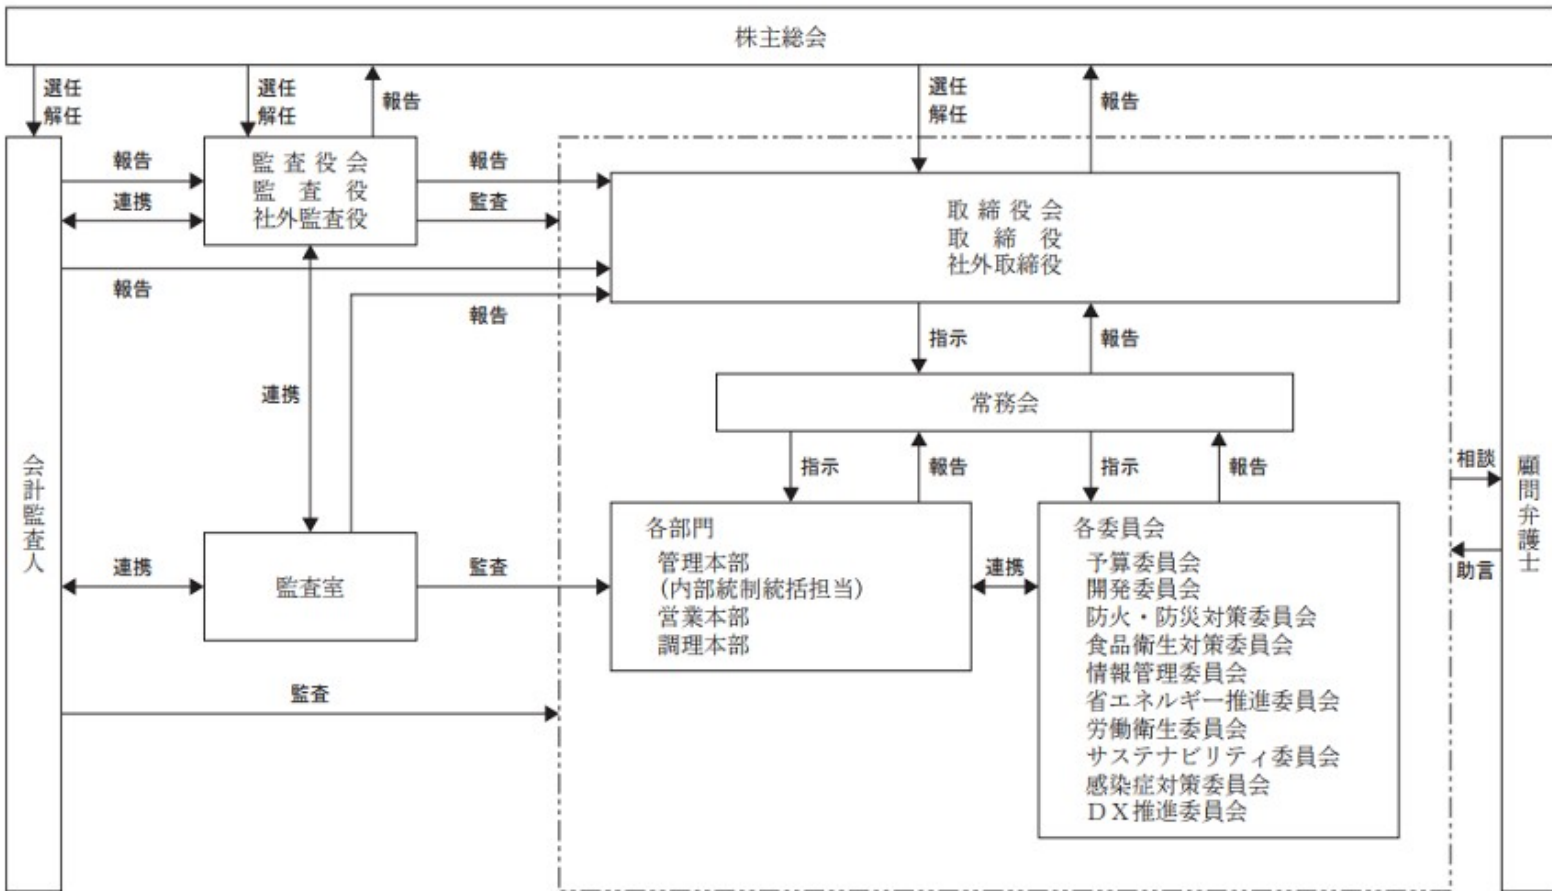 株主総会
選任
解任
選任
解任
報告
選任
解任
報告
報告
連携
監査役会
監査役
社外監査役
報告
監査
取締役会
取締役
社外取締役
報告
報告
指示
報告
連携
常務会
指示
報告
指示
報告
相談
助言
会計監査人
顧問弁護士
連携
監査室
監査
各部門
管理本部
(内部統制統括担当)
営業本部
調理本部
連携
各委員会
予算委員会
開発委員会
防火・防災対策委員会
食品衛生対策委員会
情報管理委員会
省エネルギー推進委員会
労働衛生委員会
サステナビリティ委員会
感染症対策委員会
DX推進委員会
監査